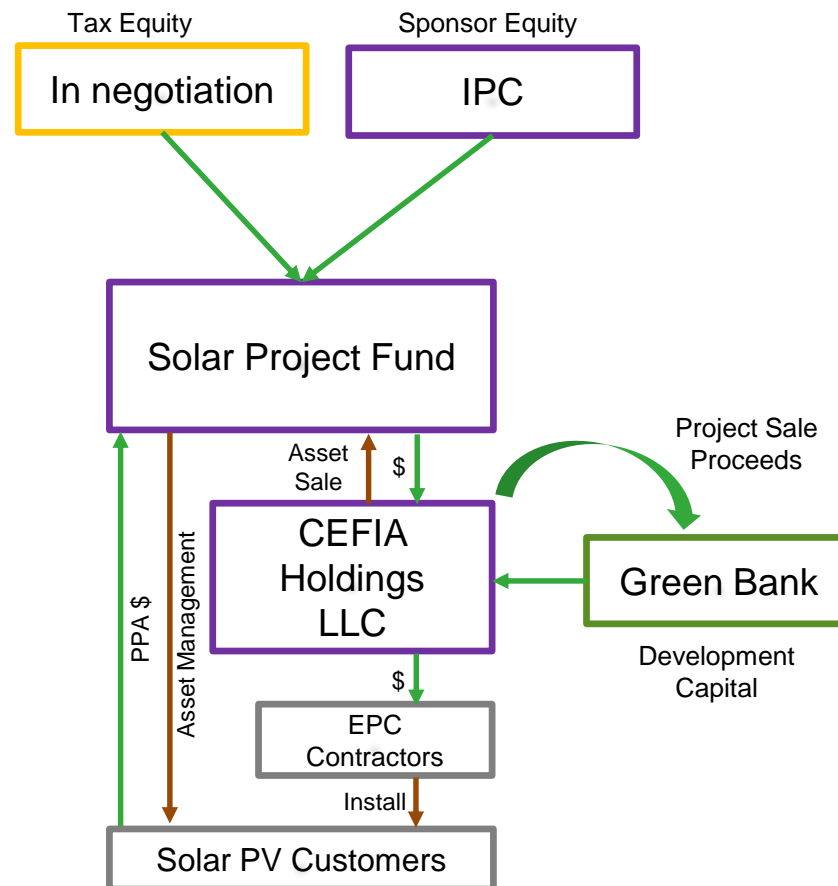 Tax Equity
Sponsor Equity
In negotiation
IPC
Solar Project Fund
Asset
Sale
$
Project Sale
Proceeds
CEFIA
Holdings
LLC
Green Bank
PPA $
Asset Management
Development
Capital
$
EPC
Contractors
Install
Solar PV Customers